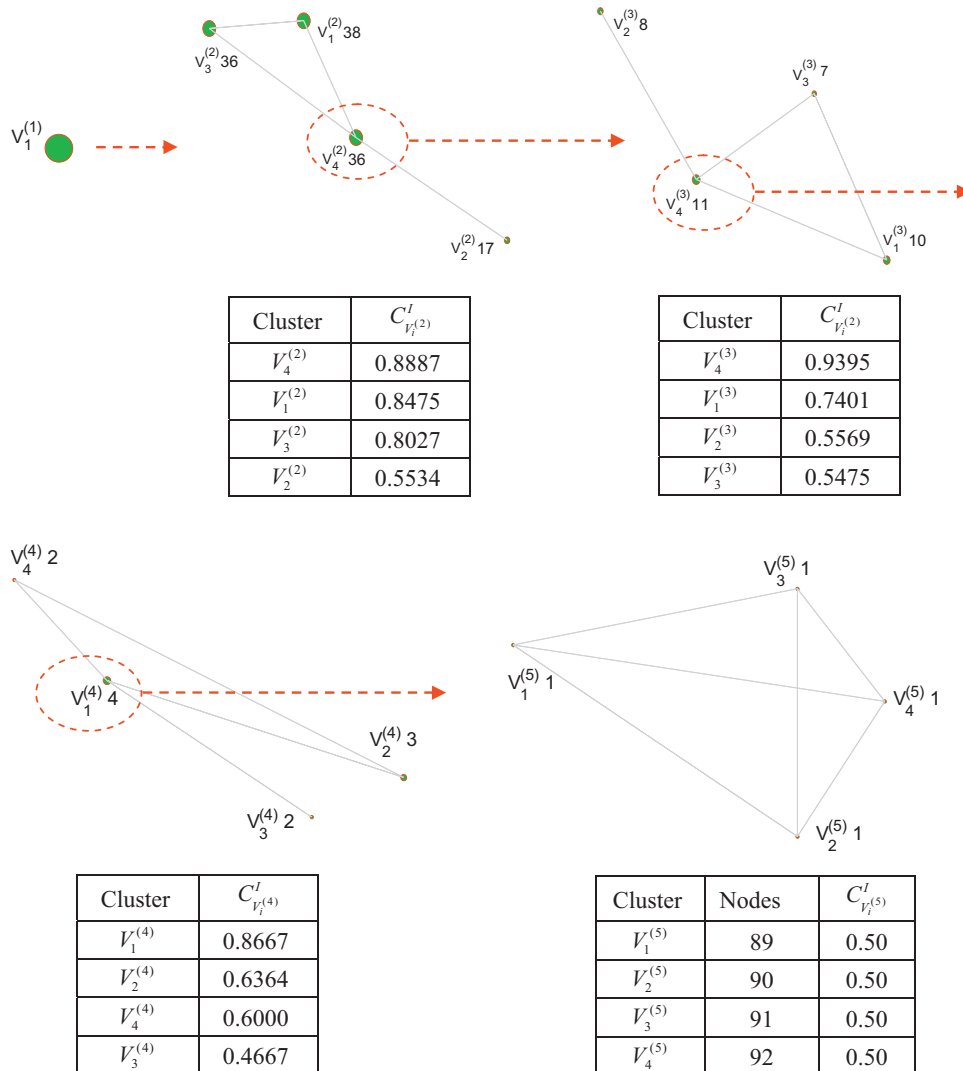 V₁⁽¹⁾
V₃⁽²⁾ 36
V₁⁽²⁾ 38
V₄⁽²⁾ 36
V₂⁽²⁾ 17
V₂⁽³⁾ 8
V₃⁽³⁾ 7
V₄⁽³⁾ 11
V₁⁽³⁾ 10
Cluster C^I_{V_i^{(2)}}
V₄⁽²⁾ 0.8887
V₁⁽²⁾ 0.8475
V₃⁽²⁾ 0.8027
V₂⁽²⁾ 0.5534
Cluster C^I_{V_i^{(2)}}
V₄⁽³⁾ 0.9395
V₁⁽³⁾ 0.7401
V₂⁽³⁾ 0.5569
V₃⁽³⁾ 0.5475
V₄⁽⁴⁾ 2
V₁⁽⁴⁾ 4
V₂⁽⁴⁾ 3
V₃⁽⁴⁾ 2
V₃⁽⁵⁾ 1
V₁⁽⁵⁾ 1
V₄⁽⁵⁾ 1
V₂⁽⁵⁾ 1
Cluster C^I_{V_i^{(4)}}
V₁⁽⁴⁾ 0.8667
V₂⁽⁴⁾ 0.6364
V₄⁽⁴⁾ 0.6000
V₃⁽⁴⁾ 0.4667
Cluster Nodes C^I_{V_i^{(5)}}
V₁⁽⁵⁾ 89 0.50
V₂⁽⁵⁾ 90 0.50
V₃⁽⁵⁾ 91 0.50
V₄⁽⁵⁾ 92 0.50